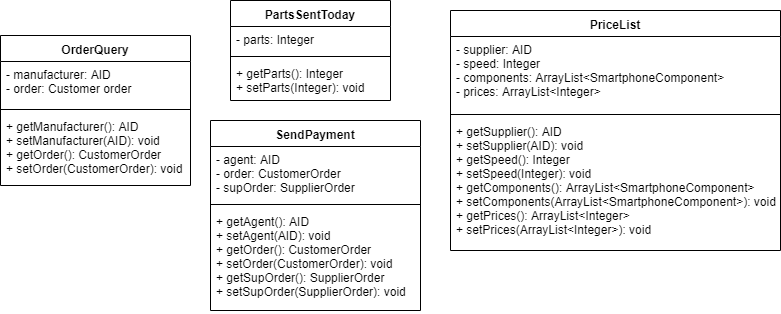 OrderQuery
- manufacturer: AID
- order: Customer order
+ getManufacturer(): AID
+ setManufacturer(AID): void
+ getOrder(): CustomerOrder
+ setOrder(CustomerOrder): void
PartsSentToday
- parts: Integer
+ getParts(): Integer
+ setParts(Integer): void
SendPayment
- agent: AID
- order: CustomerOrder
- supOrder: SupplierOrder
+ getAgent(): AID
+ setAgent(AID): void
+ getOrder(): CustomerOrder
+ setOrder(CustomerOrder): void
+ getSupOrder(): SupplierOrder
+ setSupOrder(SupplierOrder): void
PriceList
- supplier: AID
- speed: Integer
- components: ArrayList<SmartphoneComponent>
- prices: ArrayList<Integer>
+ getSupplier(): AID
+ setSupplier(AID): void
+ getSpeed(): Integer
+ setSpeed(Integer): void
+ getComponents(): ArrayList<SmartphoneComponent>
+ setComponents(ArrayList<SmartphoneComponent>): void
+ getPrices(): ArrayList<Integer>
+ setPrices(ArrayList<Integer>): void